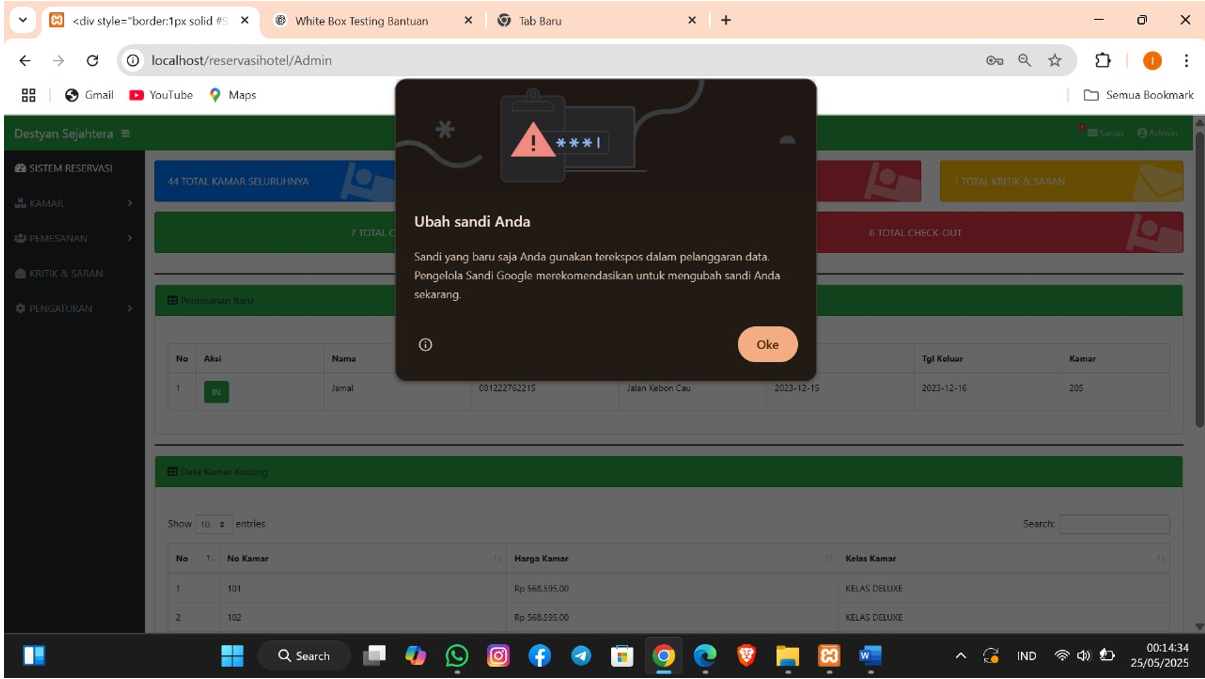 <div style="border:1px solid #9
White Box Testing Bantuan
Tab Baru
localhost/reservasihotel/Admin
Gmail
YouTube
Maps
Semua Bookmark
Destyan Sejahtera
Saran
Admin
SISTEM RESERVASI
KAMAR
PEMESANAN
KRITIK & SARAN
PENGATURAN
44 TOTAL KAMAR SELURUHNYA
1 TOTAL KRITIK & SARAN
7 TOTAL C
6 TOTAL CHECK-OUT
***|
Ubah sandi Anda
Sandi yang baru saja Anda gunakan terekspos dalam pelanggaran data.
Pengelola Sandi Google merekomendasikan untuk mengubah sandi Anda
sekarang.
Oke
Pemesanan Baru
No Aksi Nama Tgl Keluar Kamar
1 IN Jamal 081222762215 Jalan Kebon Cau 2023-12-15 2023-12-16 205
Data Kamar Kosong
Show 10 entries Search:
No No Kamar Harga Kamar Kelas Kamar
1 101 Rp 568,595.00 KELAS DELUXE
2 102 Rp 568,595.00 KELAS DELUXE
Search
IND
00:14:34
25/05/2025